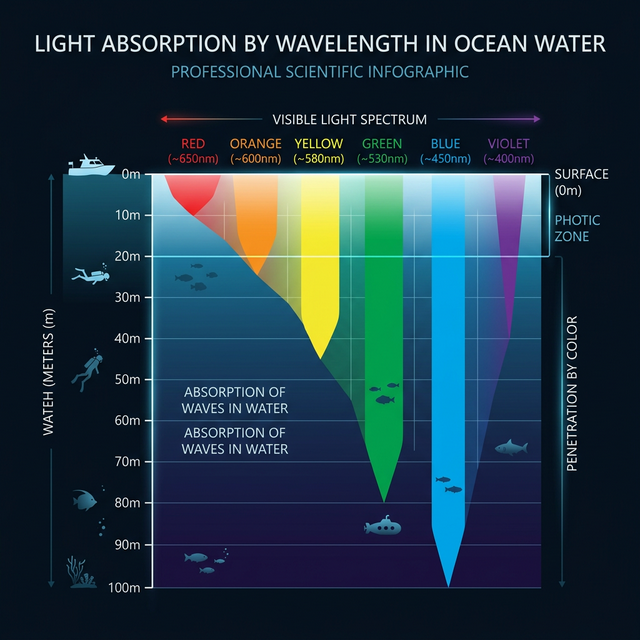 LIGHT ABSORPTION BY WAVELENGTH IN OCEAN WATER
PROFESSIONAL SCIENTIFIC INFOGRAPHIC
VISIBLE LIGHT SPECTRUM
RED
(~650nm)
ORANGE
(~600nm)
YELLOW
(~580nm)
GREEN
(~530nm)
BLUE
(~450nm)
VIOLET
(~400nm)
0m
10m
20m
30m
40m
50m
60m
70m
80m
90m
100m
SURFACE
(0m)
PHOTIC
ZONE
WATEH (METERS (m)
PENETRATION BY COLOR
ABSORPTION OF
WAVES IN WATER
ABSORPTION OF
WAVES IN WATER